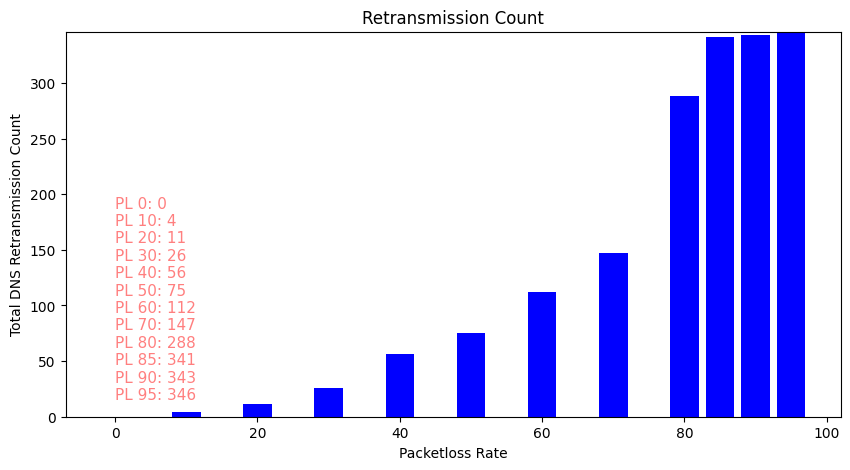 Retransmission Count
Total DNS Retransmission Count
300
250
200
150
100
50
0
PL 0: 0
PL 10: 4
PL 20: 11
PL 30: 26
PL 40: 56
PL 50: 75
PL 60: 112
PL 70: 147
PL 80: 288
PL 85: 341
PL 90: 343
PL 95: 346
0 20 40 60 80 100
Packetloss Rate